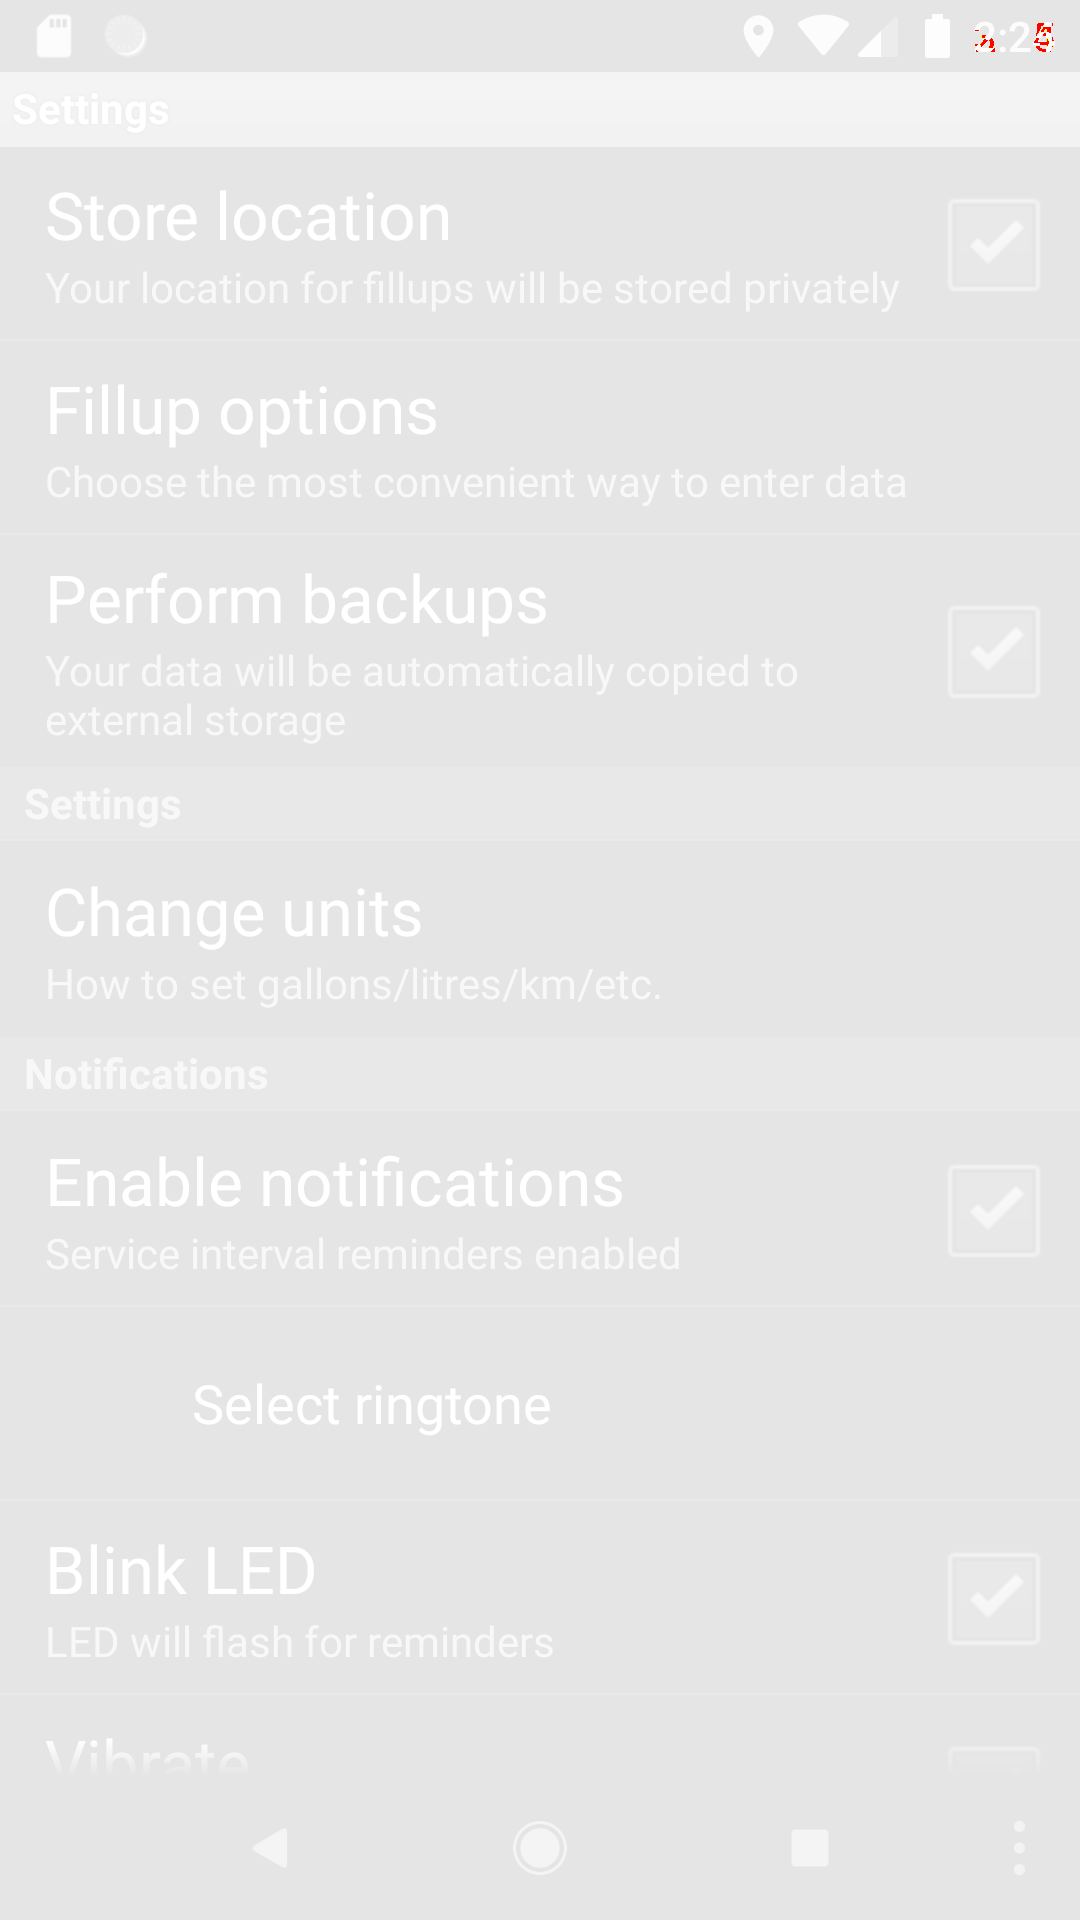 Settings
Store location
Your location for fillups will be stored privately
Fillup options
Choose the most convenient way to enter data
Perform backups
Your data will be automatically copied to
external storage
Settings
Change units
How to set gallons/litres/km/etc.
Notifications
Enable notifications
Service interval reminders enabled
Select ringtone
Blink LED
LED will flash for reminders
Vibrate